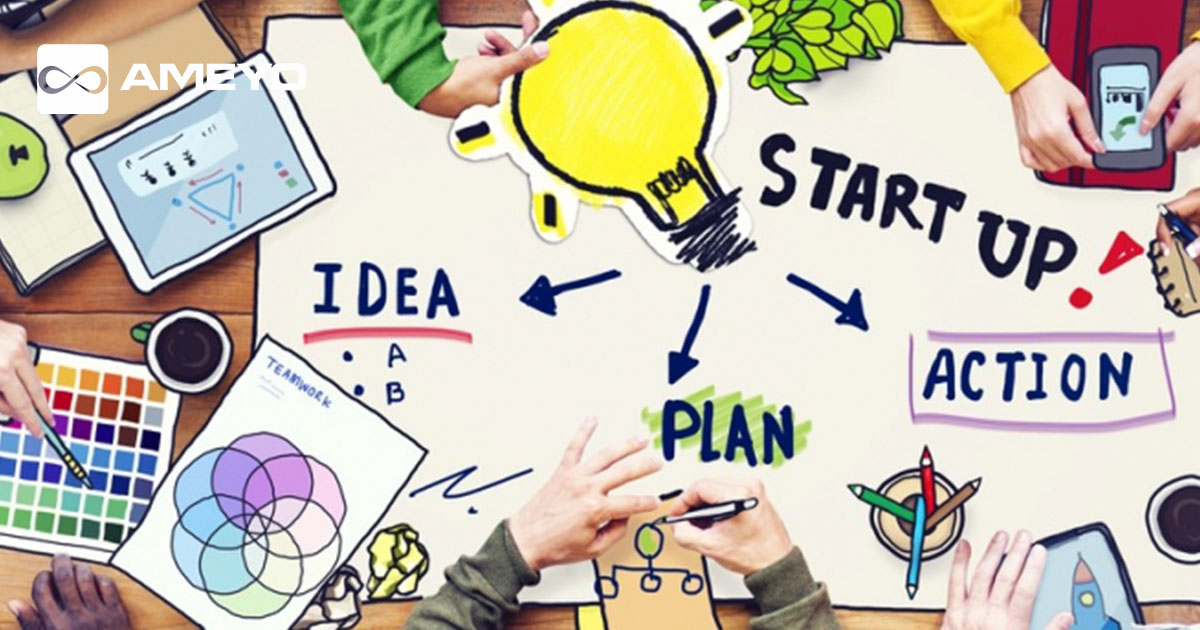 AMEYO
START UP!
IDEA
• A
• B
PLAN
ACTION
TEAMWORK